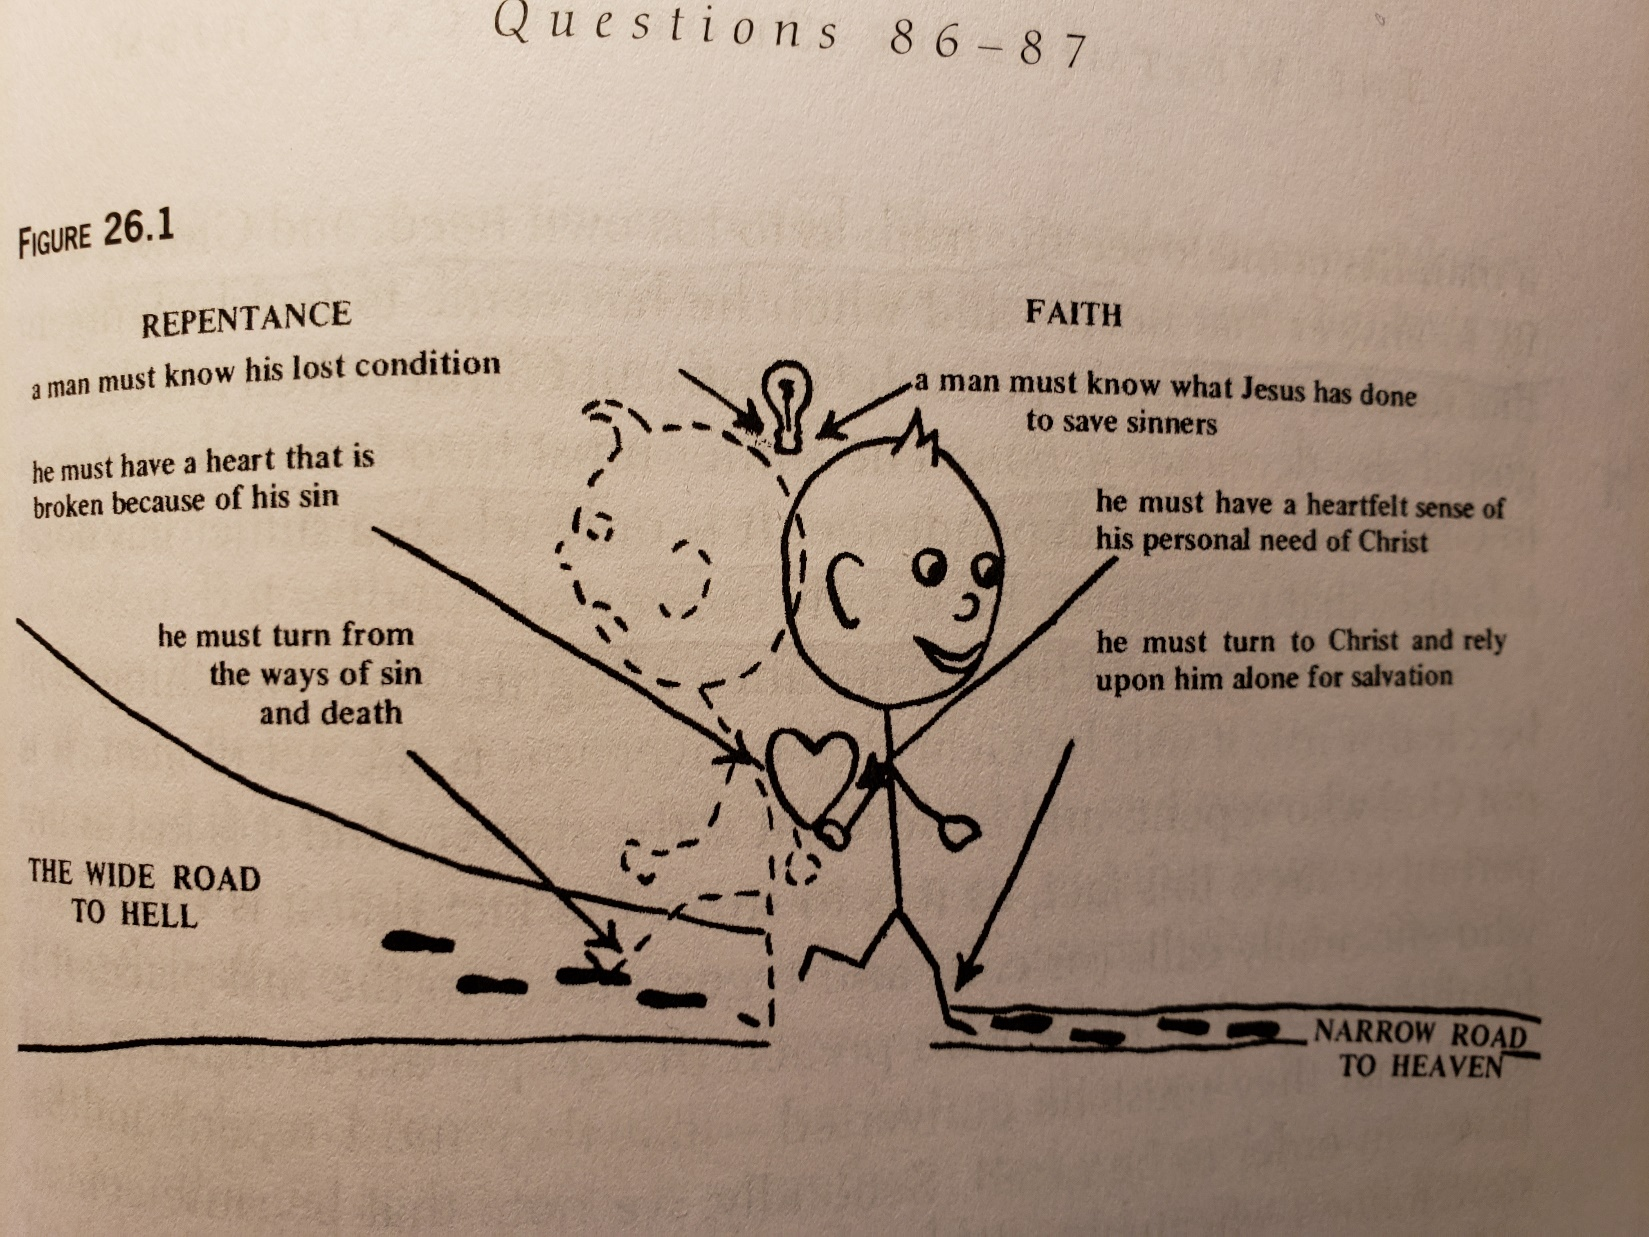 Questions 86–87
FIGURE 26.1
REPENTANCE
a man must know his lost condition
he must have a heart that is
broken because of his sin
he must turn from
the ways of sin
and death
THE WIDE ROAD
TO HELL
FAITH
a man must know what Jesus has done
to save sinners
he must have a heartfelt sense of
his personal need of Christ
he must turn to Christ and rely
upon him alone for salvation
NARROW ROAD
TO HEAVEN